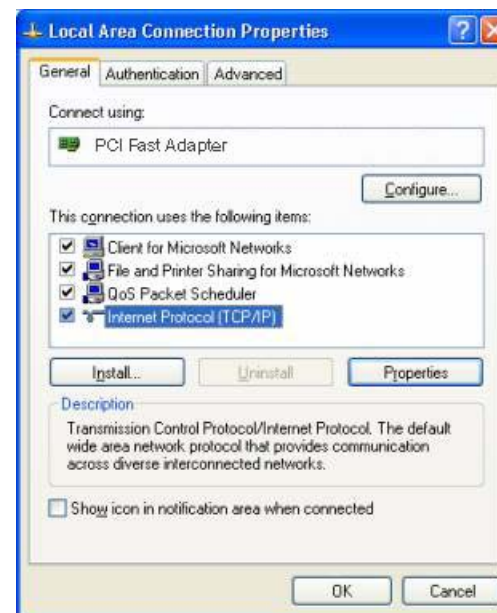 Local Area Connection Properties
General Authentication Advanced
Connect using:
PCI Fast Adapter
Configure...
This connection uses the following items:
Client for Microsoft Networks
File and Printer Sharing for Microsoft Networks
QoS Packet Scheduler
Internet Protocol (TCP/IP)
Install... Uninstall Properties
Description
Transmission Control Protocol/Internet Protocol. The default
wide area network protocol that provides communication
across diverse interconnected networks.
Show icon in notification area when connected
OK Cancel